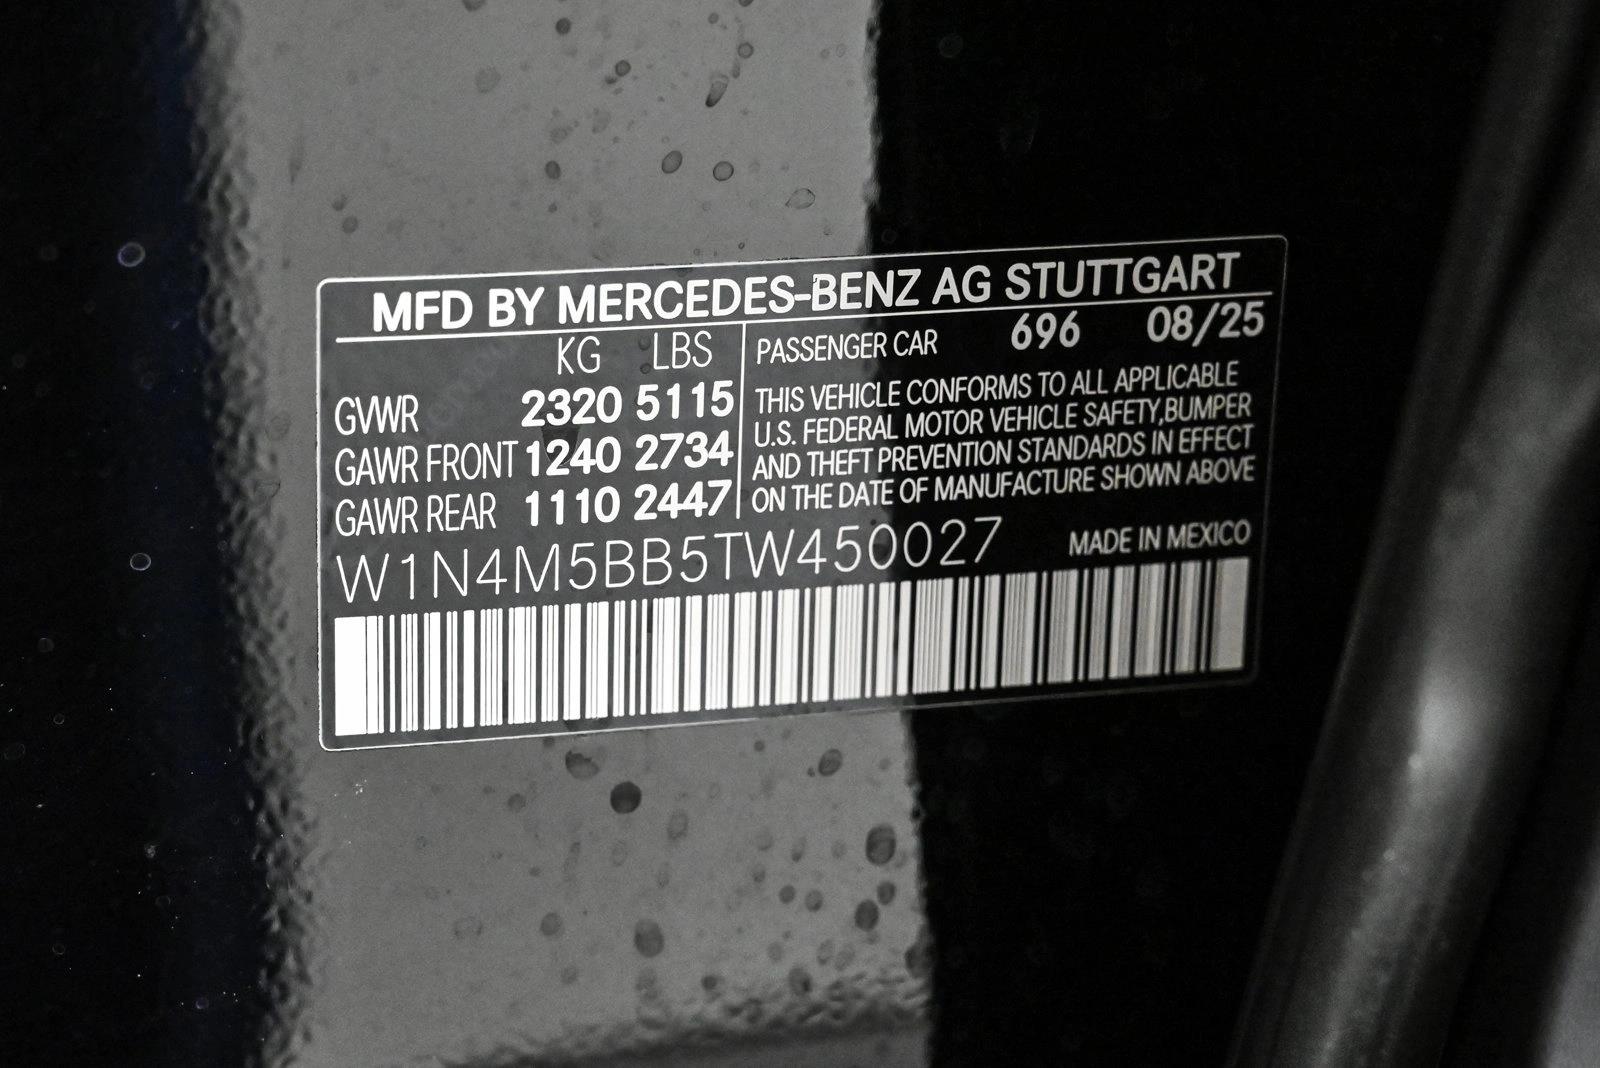 MFD BY MERCEDES-BENZ AG STUTTGART
KG LBS
GVWR 2320 5115
GAWR FRONT 1240 2734
GAWR REAR 1110 2447
PASSENGER CAR 696 08/25
THIS VEHICLE CONFORMS TO ALL APPLICABLE
U.S. FEDERAL MOTOR VEHICLE SAFETY,BUMPER
AND THEFT PREVENTION STANDARDS IN EFFECT
ON THE DATE OF MANUFACTURE SHOWN ABOVE
W1N4M5BB5TW450027
MADE IN MEXICO